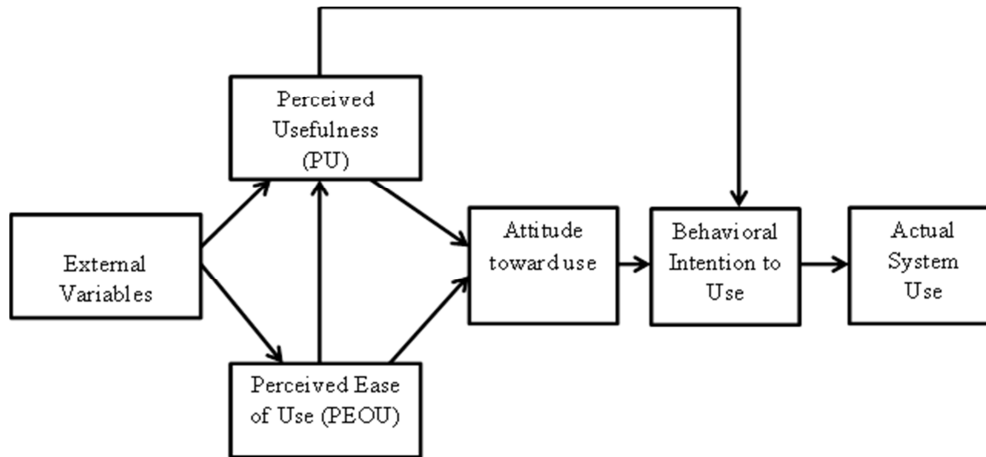 Perceived
Usefulness
(PU)
External
Variables
Perceived Ease
of Use (PEOU)
Attitude
toward use
Behavioral
Intention to
Use
Actual
System
Use